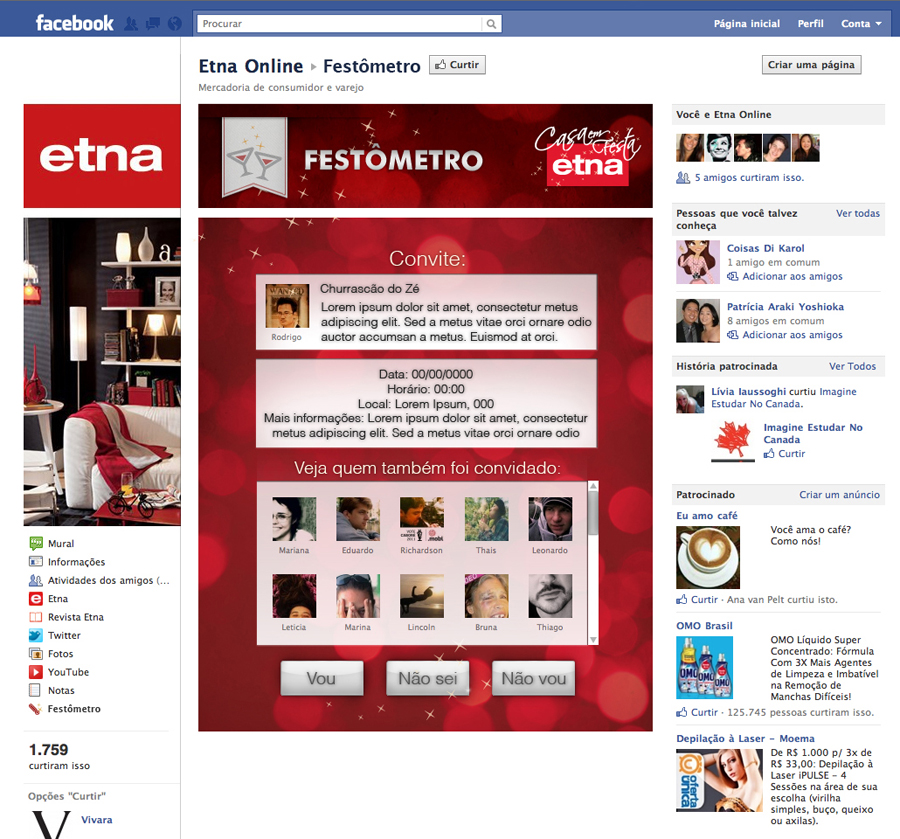 facebook
Procurar
Página inicial
Perfil
Conta
Etna Online ▸ Festômetro
Curtir
Criar uma página
Mercadoria de consumidor e varejo
etna
a
Mural
Informações
Atividades dos amigos (...
Etna
Revista Etna
Twitter
Fotos
YouTube
Notas
Festômetro
1.759
curtiram isso
Opções "Curtir"
V
Vivara
FESTÔMETRO
Casa em
Festa
etna
Convite:
WANTED
Rodrigo
Churrascão do Zé
Lorem ipsum dolor sit amet, consectetur metus
adipiscing elit. Sed a metus vitae orci ornare odio
auctor accumsan a metus. Euismod at orci.
Data: 00/00/0000
Horário: 00:00
Local: Lorem Ipsum, 000
Mais informações: Lorem ipsum dolor sit amet, consectetur
metus adipiscing elit. Sed a metus vitae orci ornare odio
Veja quem também foi convidado:
Mariana
Eduardo
Richardson
Thais
Leonardo
Leticia
Marina
Lincoln
Bruna
Thiago
Vou
Não sei
Não vou
Você e Etna Online
5 amigos curtiram isso.
Pessoas que você talvez
conheça
Ver todas
Coisas Di Karol
1 amigo em comum
Adicionar aos amigos
Patrícia Araki Yoshioka
8 amigos em comum
Adicionar aos amigos
História patrocinada
Ver Todos
Lívia Iaussoghi curtiu Imagine
Estudar No Canada.
Imagine Estudar No
Canada
Curtir
Patrocinado
Criar um anúncio
Eu amo café
Você ama o café?
Como nós!
Curtir · Ana van Pelt curtiu isto.
OMO Brasil
OMO
OMO
OMO
OMO Líquido Super
Concentrado: Fórmula
Com 3X Mais Agentes
de Limpeza e Imbatível
na Remoção de
Manchas Difíceis!
Curtir · 125.745 pessoas curtiram isso.
Depilação à Laser - Moema
oferta
única
De R$ 1.000 p/ 3x de
R$ 33,00: Depilação à
Laser iPULSE - 4
Sessões na área de sua
escolha (virilha
simples, buço, queixo
ou axilas).